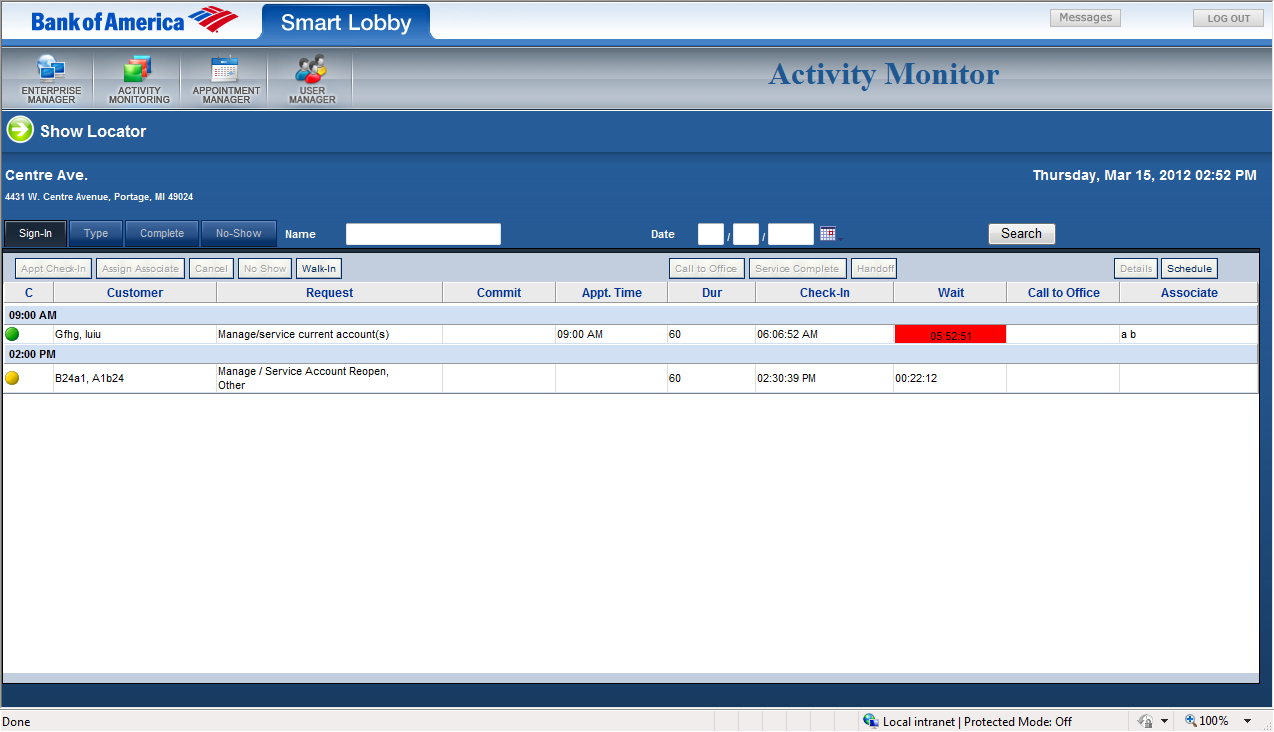 Bank of America Smart Lobby Messages LOG OUT
ENTERPRISE MANAGER ACTIVITY MONITORING APPOINTMENT MANAGER USER MANAGER Activity Monitor
Show Locator
Centre Ave. Thursday, Mar 15, 2012 02:52 PM
4431 W. Centre Avenue, Portage, MI 49024
Sign-In Type Complete No-Show Name Date / / Search
Appt Check-In Assign Associate Cancel No Show Walk-In Call to Office Service Complete Handoff Details Schedule
C Customer Request Commit Appt. Time Dur Check-In Wait Call to Office Associate
09:00 AM
Gfhg, luiu Manage/service current account(s) 09:00 AM 60 06:06:52 AM 05:52:51 a b
02:00 PM
B24a1, A1b24 Manage / Service Account Reopen, 60 02:30:39 PM 00:22:12
Other
Done Local intranet | Protected Mode: Off 100%